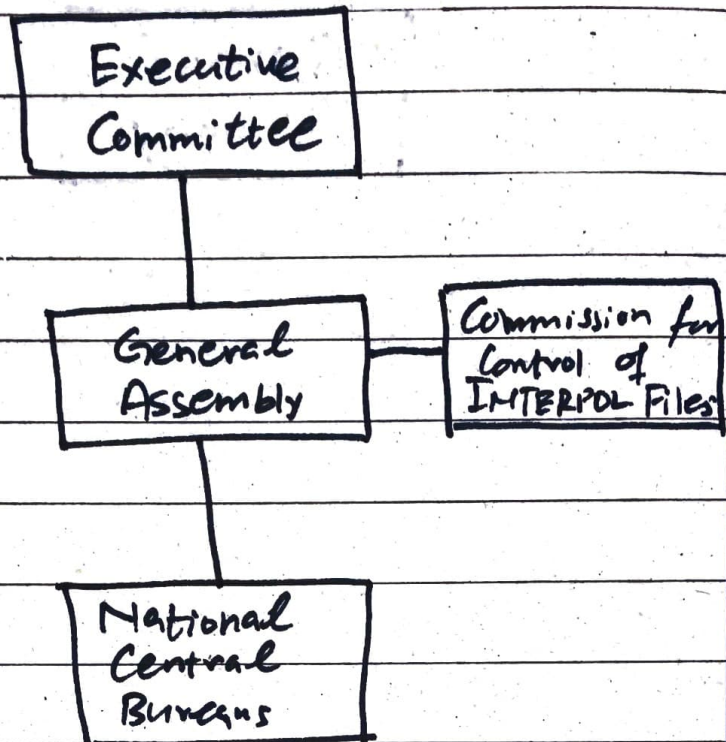 Executive
Committee
General
Assembly
Commission for
Control of
INTERPOL Files
National
Central
Bureaus